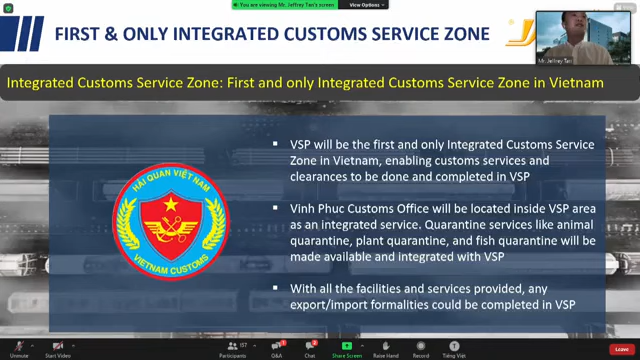 You are viewing Mr. Jeffrey Tan's screen
View Options
FIRST & ONLY INTEGRATED CUSTOMS SERVICE ZONE
Mr. Jeffrey Tan
Integrated Customs Service Zone: First and only Integrated Customs Service Zone in Vietnam
VSP will be the first and only Integrated Customs Service
Zone in Vietnam, enabling customs services and
clearances to be done and completed in VSP
HẢI QUAN VIỆT NAM
VIETNAM CUSTOMS
Vinh Phuc Customs Office will be located inside VSP area
as an integrated service. Quarantine services like animal
quarantine, plant quarantine, and fish quarantine will be
made available and integrated with VSP
With all the facilities and services provided, any
export/import formalities could be completed in VSP
Unmute
Start Video
157
Participants
Q&A
Chat
Share Screen
Raise Hand
Record
Tiếng Việt
Leave